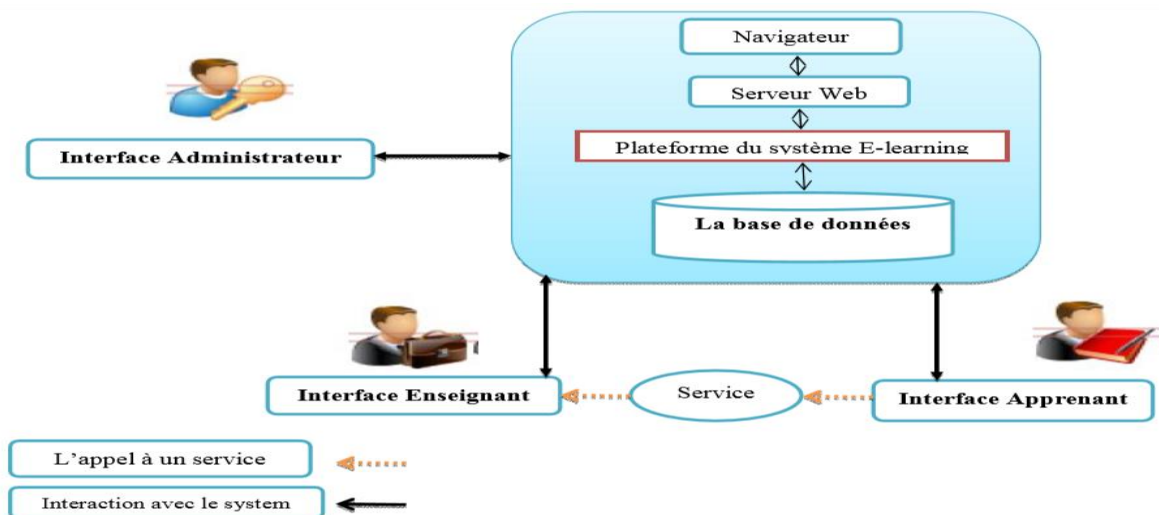 Navigateur
Serveur Web
Interface Administrateur
Plateforme du système E-learning
La base de données
Interface Enseignant
Service
Interface Apprenant
L’appel à un service
Interaction avec le system